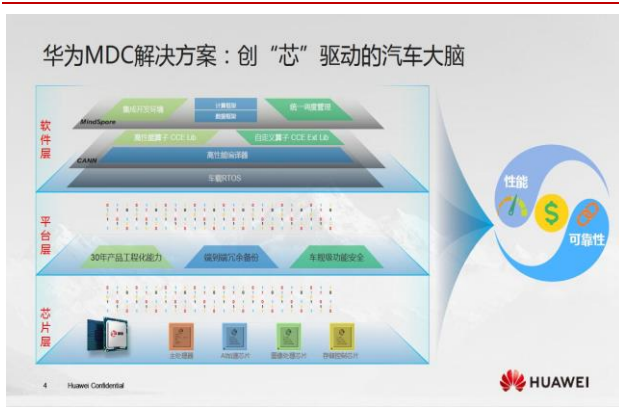 华为MDC解决方案：创“芯”驱动的汽车大脑
软件层
集成开发环境
计算框架
数据框架
统一调度管理
MindSpore
高性能算子 CCE Lib
自定义算子 CCE Ext Lib
CANN
高性能编译器
车载RTOS
平台层
30年产品工程化能力
端到端冗余备份
车规级功能安全
芯片层
主处理器
AI加速芯片
图像处理芯片
存储控制芯片
性能
$
可靠性
4
Huawei Confidential
HUAWEI